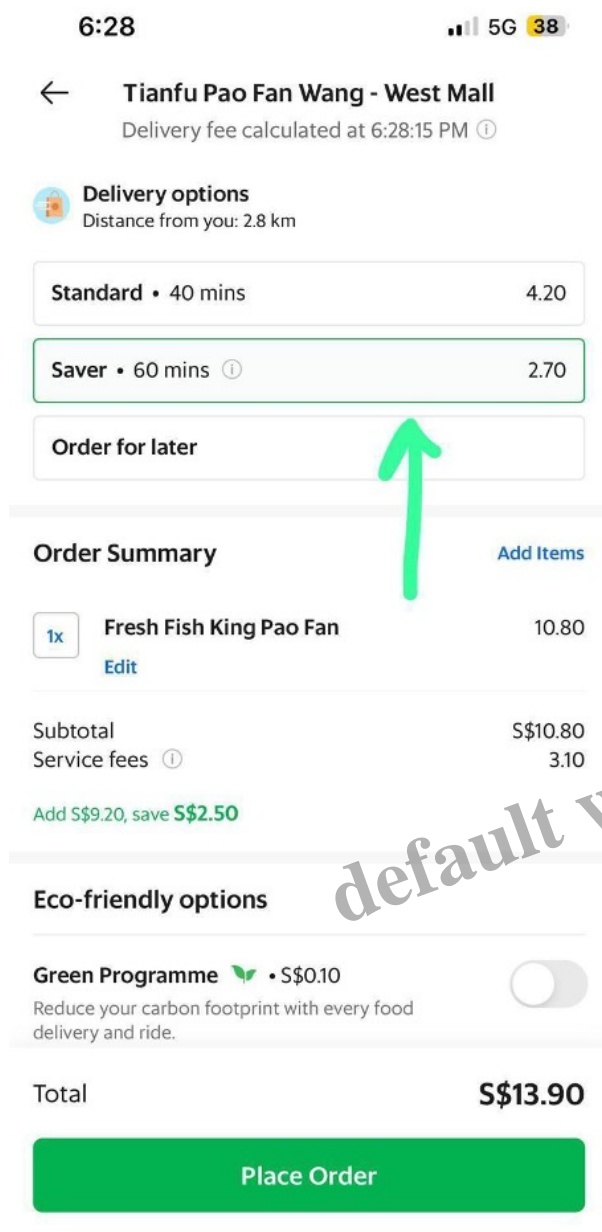 6:28 5G 38
Tianfu Pao Fan Wang - West Mall
Delivery fee calculated at 6:28:15 PM
Delivery options
Distance from you: 2.8 km
Standard • 40 mins 4.20
Saver • 60 mins 2.70
Order for later
Order Summary Add Items
1x Fresh Fish King Pao Fan 10.80
Edit
Subtotal S$10.80
Service fees 3.10
Add S$9.20, save S$2.50
default
Eco-friendly options
Green Programme • S$0.10
Reduce your carbon footprint with every food
delivery and ride.
Total S$13.90
Place Order